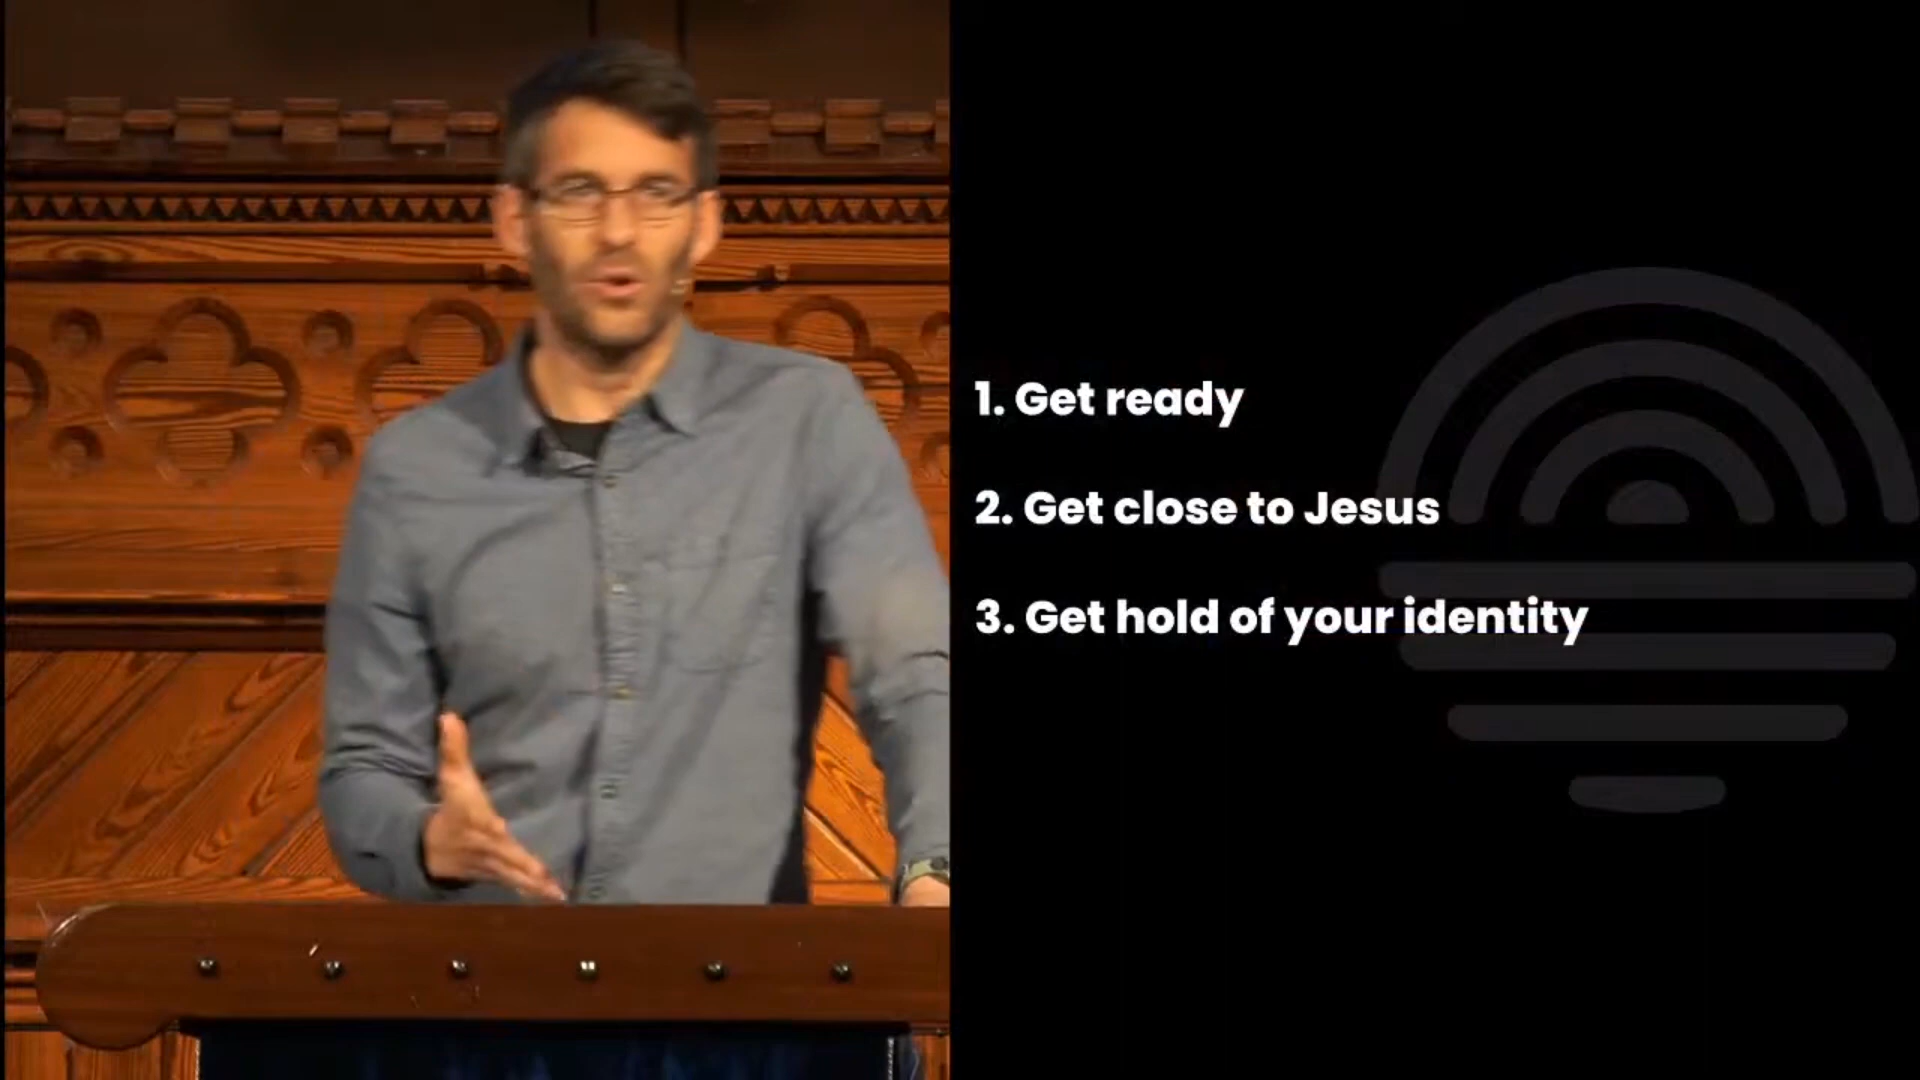 1. Get ready
2. Get close to Jesus
3. Get hold of your identity